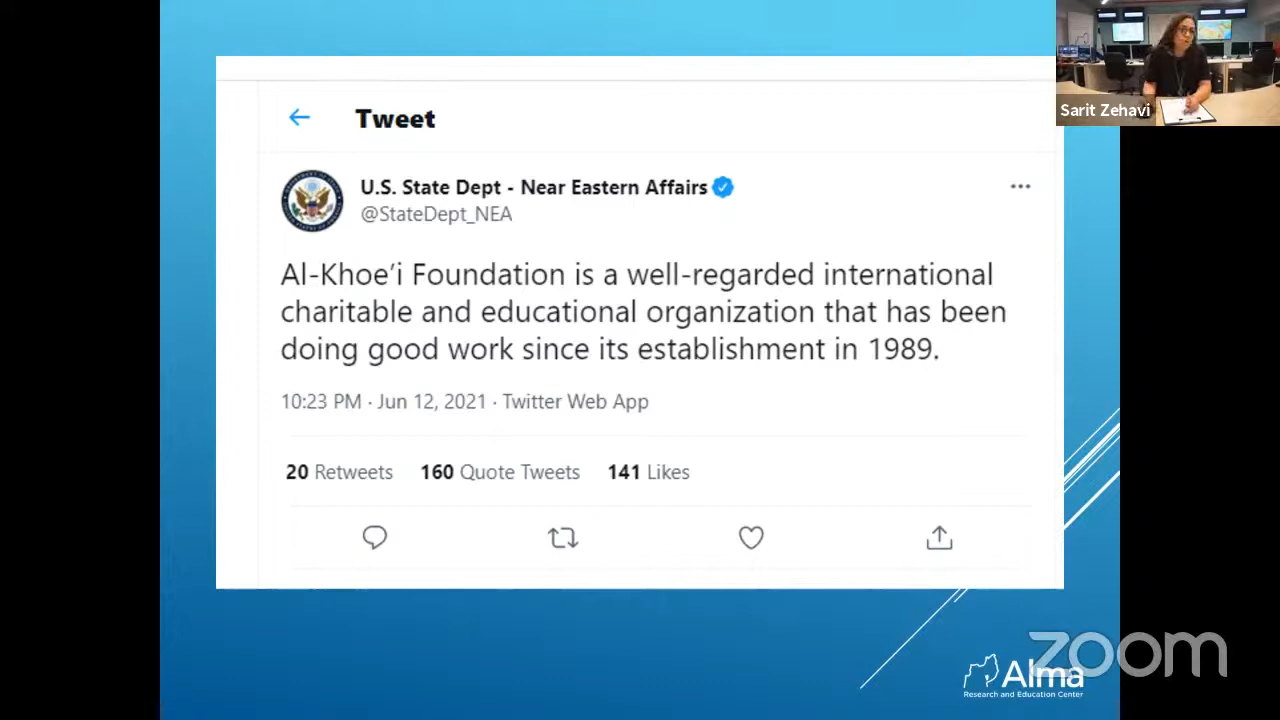 Tweet
U.S. State Dept - Near Eastern Affairs
@StateDept_NEA
Al-Khoe’i Foundation is a well-regarded international
charitable and educational organization that has been
doing good work since its establishment in 1989.
10:23 PM · Jun 12, 2021 · Twitter Web App
20 Retweets 160 Quote Tweets 141 Likes
Sarit Zehavi
zoom
Alma
Research and Education Center